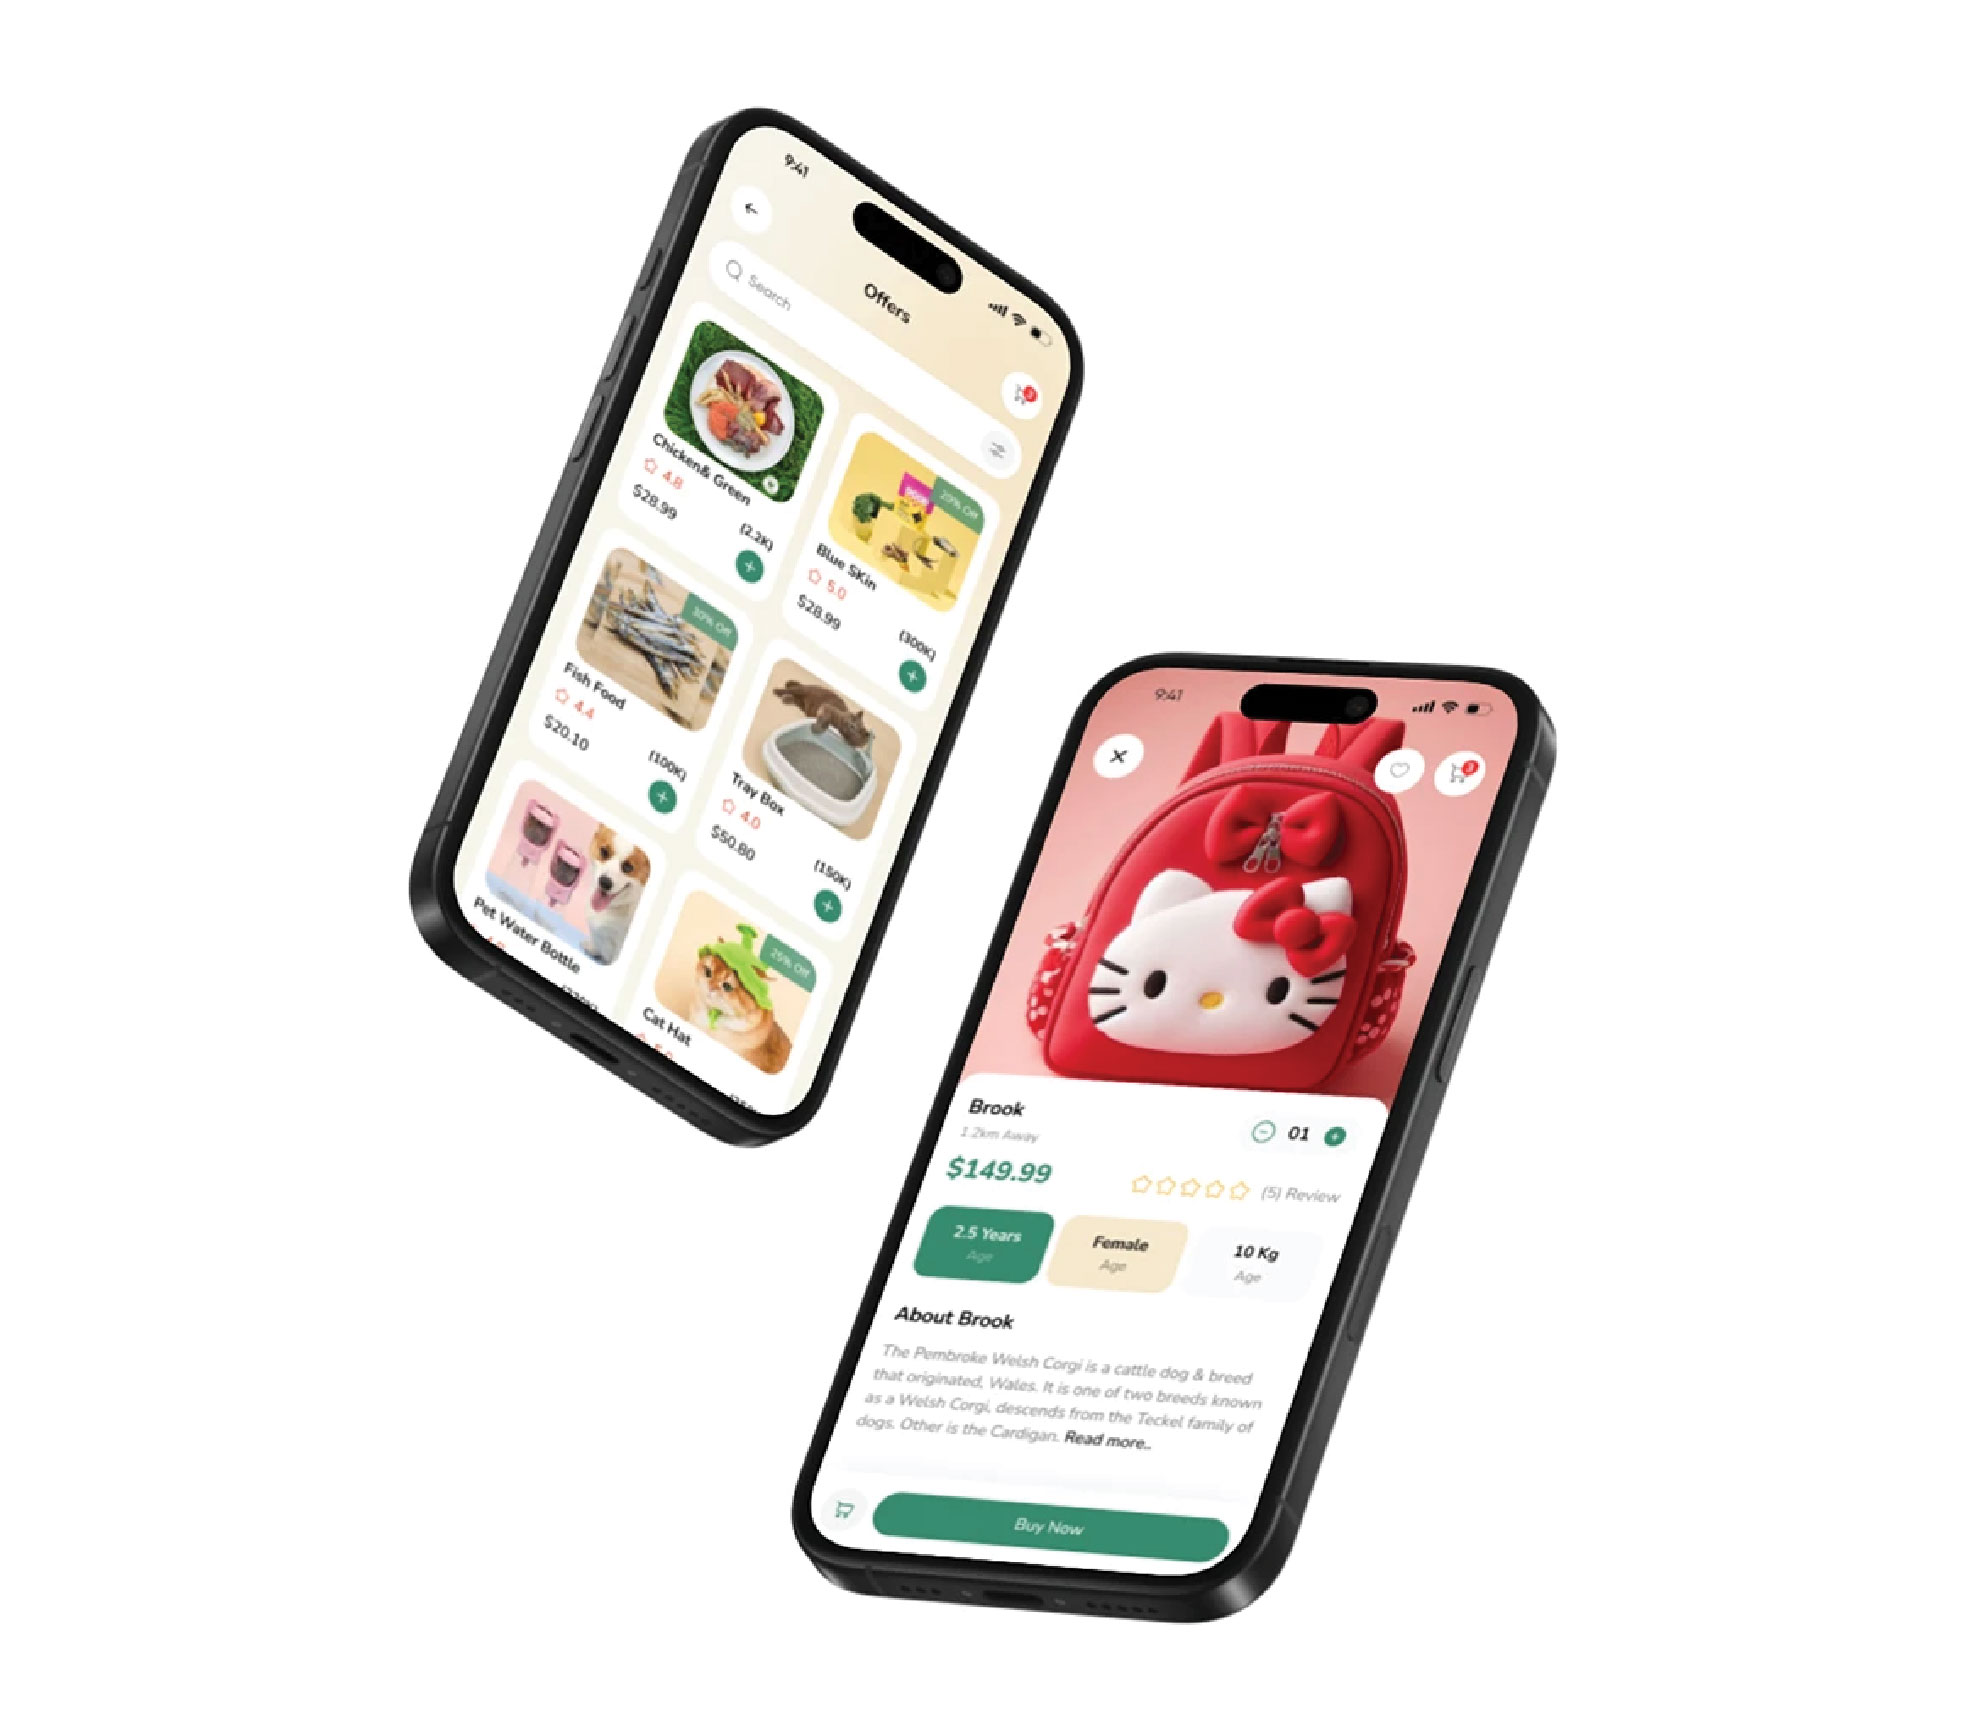 9:41
Offers
Search
Chicken& Green
4.8
$28.99
(2.2K)
20% Off
Blue SKin
5.0
$28.99
(300K)
30% Off
Fish Food
4.4
$20.10
(100K)
Tray Box
4.0
$50.80
(150K)
Pet Water Bottle
25% Off
Cat Hat
9:41
3
Brook
1.2km Away
01
$149.99
(5) Review
2.5 Years
Age
Female
Age
10 Kg
Age
About Brook
The Pembroke Welsh Corgi is a cattle dog & breed
that originated, Wales. It is one of two breeds known
as a Welsh Corgi, descends from the Teckel family of
dogs. Other is the Cardigan. Read more..
Buy Now